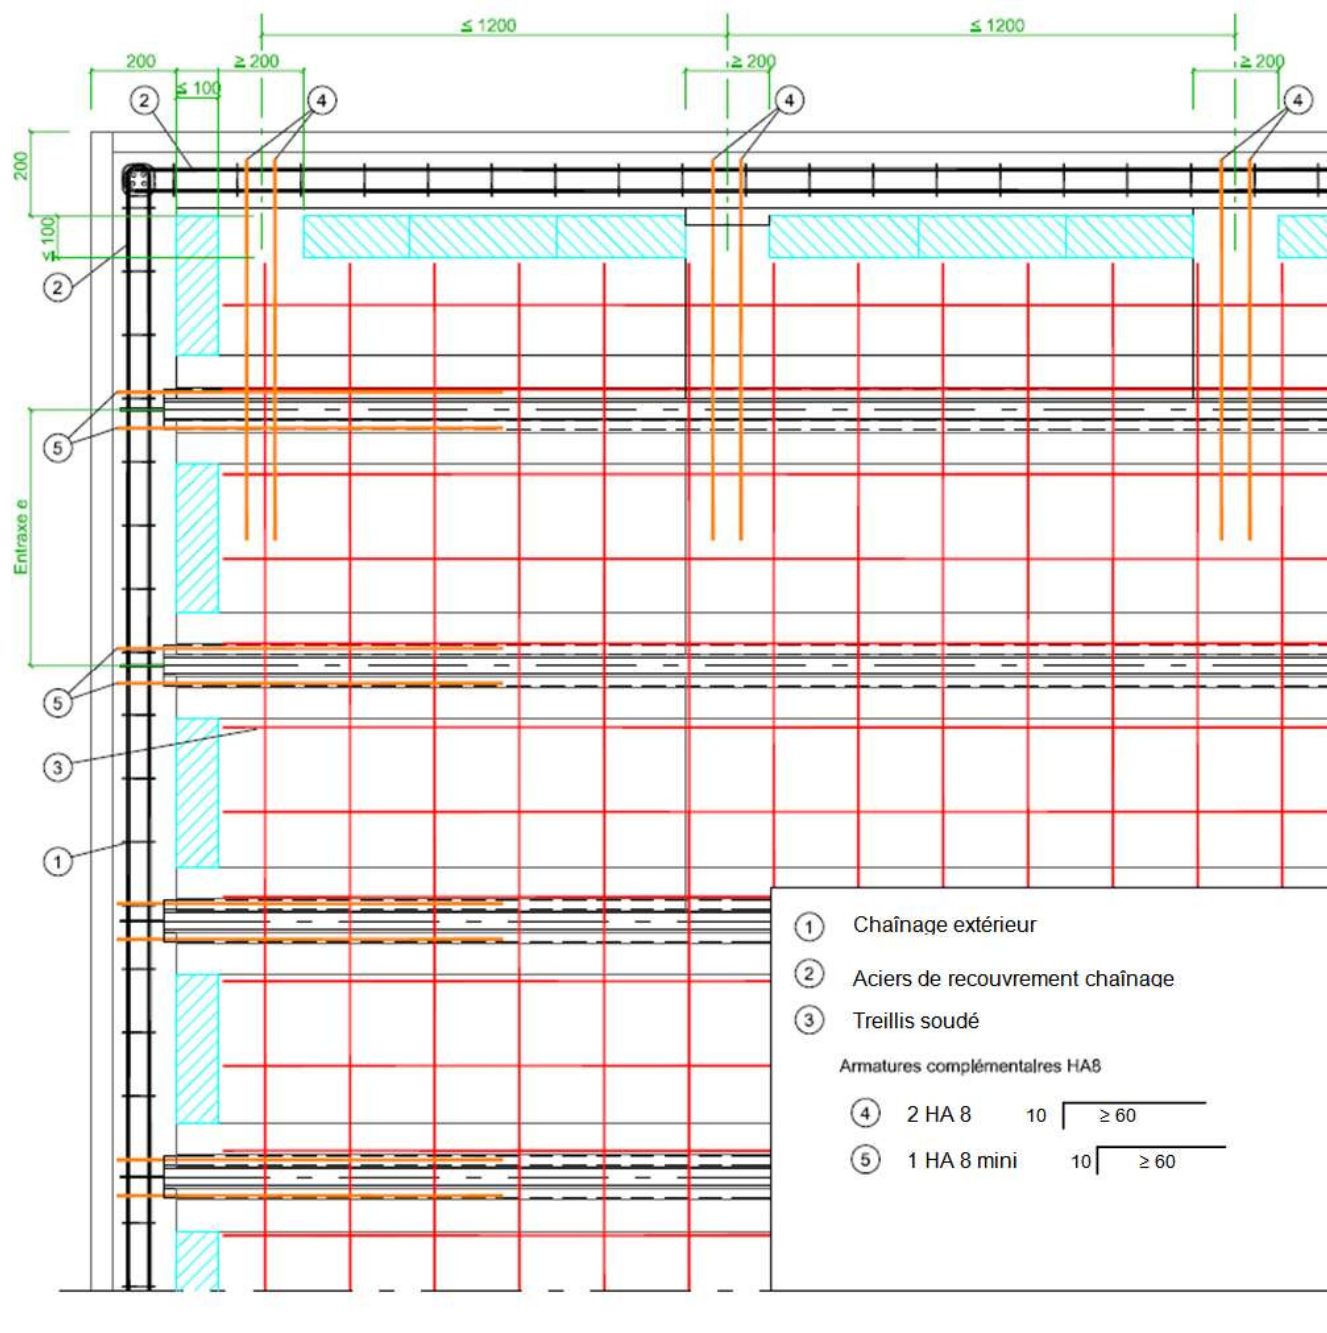 ≤ 1200
≤ 1200
200
≥ 200
≥ 200
≥ 200
≤ 100
2
4
4
4
200
≤ 100
2
5
Entraxe e
5
3
1
1 Chaînage extérieur
2 Aciers de recouvrement chaînage
3 Treillis soudé
Armatures complémentaires HA8
4 2 HA 8 10 ≥ 60
5 1 HA 8 mini 10 ≥ 60